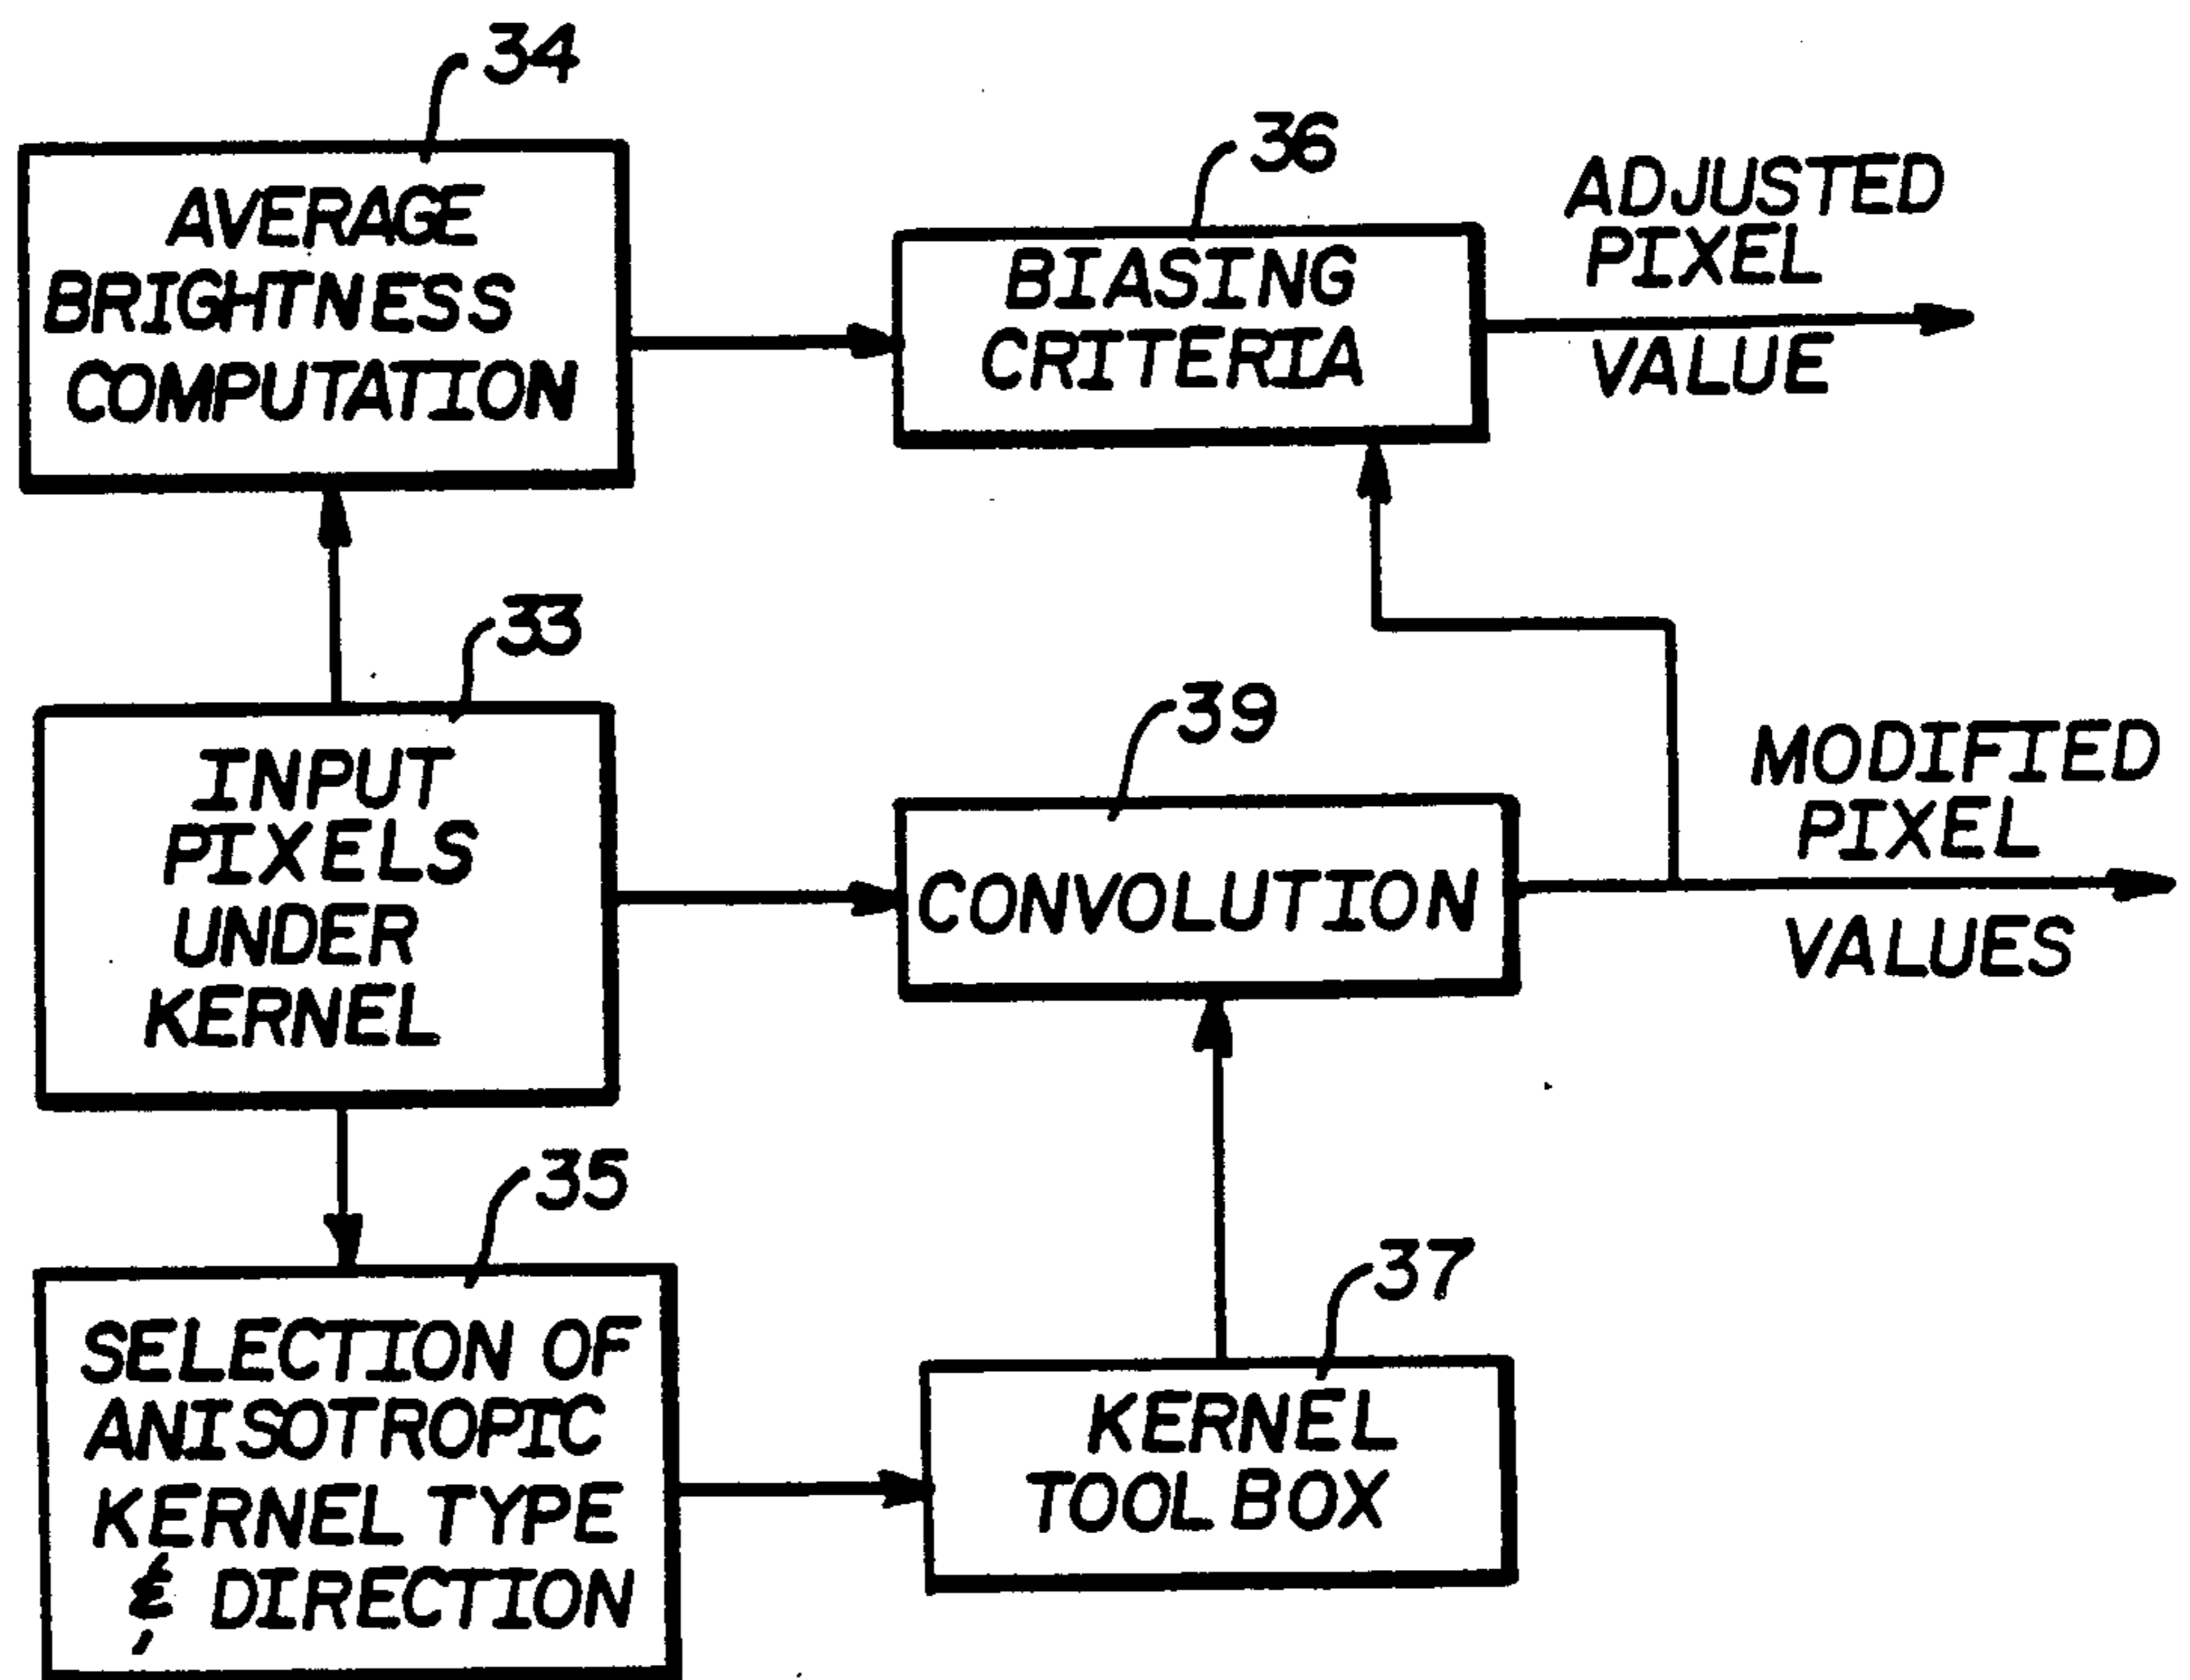 34
AVERAGE
BRIGHTNESS
COMPUTATION
36
BIASING
CRITERIA
ADJUSTED
PIXEL
VALUE
33
INPUT
PIXELS
UNDER
KERNEL
39
CONVOLUTION
MODIFIED
PIXEL
VALUES
35
SELECTION OF
ANISOTROPIC
KERNEL TYPE
& DIRECTION
37
KERNEL
TOOL BOX